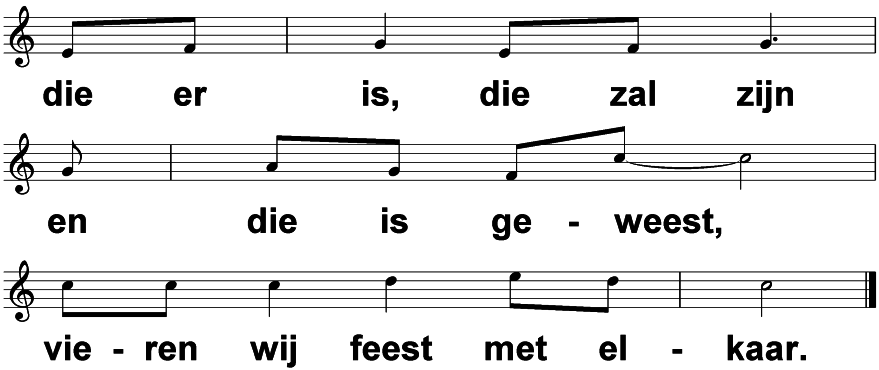 die er is, die zal zijn
en die is ge - weest,
vie - ren wij feest met el - kaar.